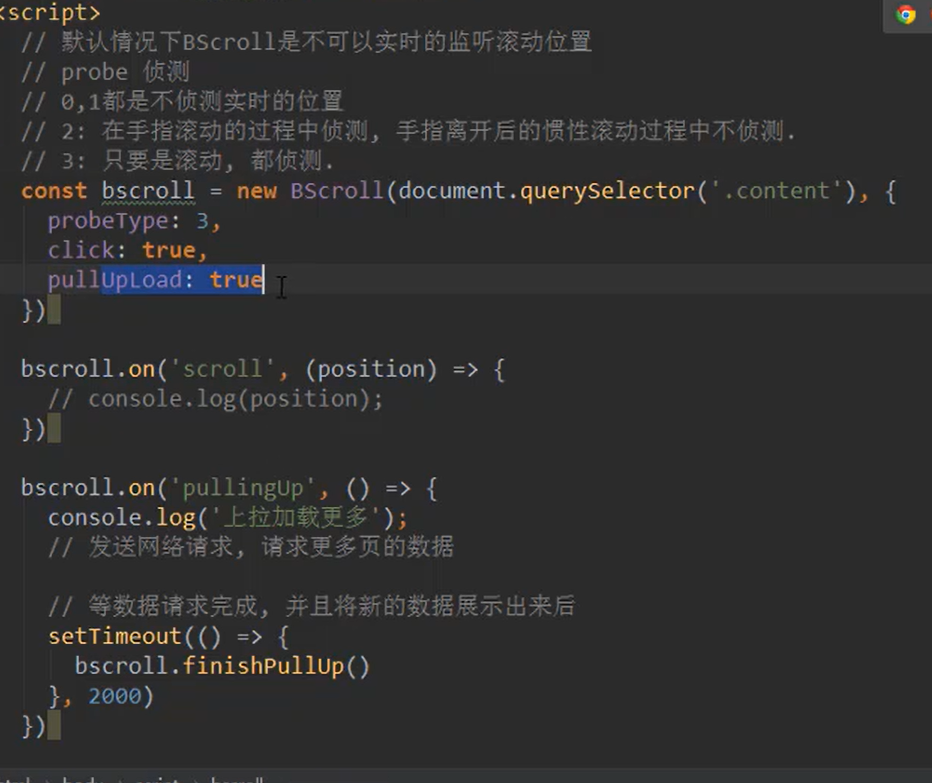 <script>
// 默认情况下BScroll是不可以实时的监听滚动位置
// probe 侦测
// 0,1都是不侦测实时的位置
// 2: 在手指滚动的过程中侦测, 手指离开后的惯性滚动过程中不侦测.
// 3: 只要是滚动, 都侦测.
const bscroll = new BScroll(document.querySelector('.content'), {
probeType: 3,
click: true,
pullUpLoad: true
})
bscroll.on('scroll', (position) => {
// console.log(position);
})
bscroll.on('pullingUp', () => {
console.log('上拉加载更多');
// 发送网络请求, 请求更多页的数据
// 等数据请求完成, 并且将新的数据展示出来后
setTimeout(() => {
bscroll.finishPullUp()
}, 2000)
})